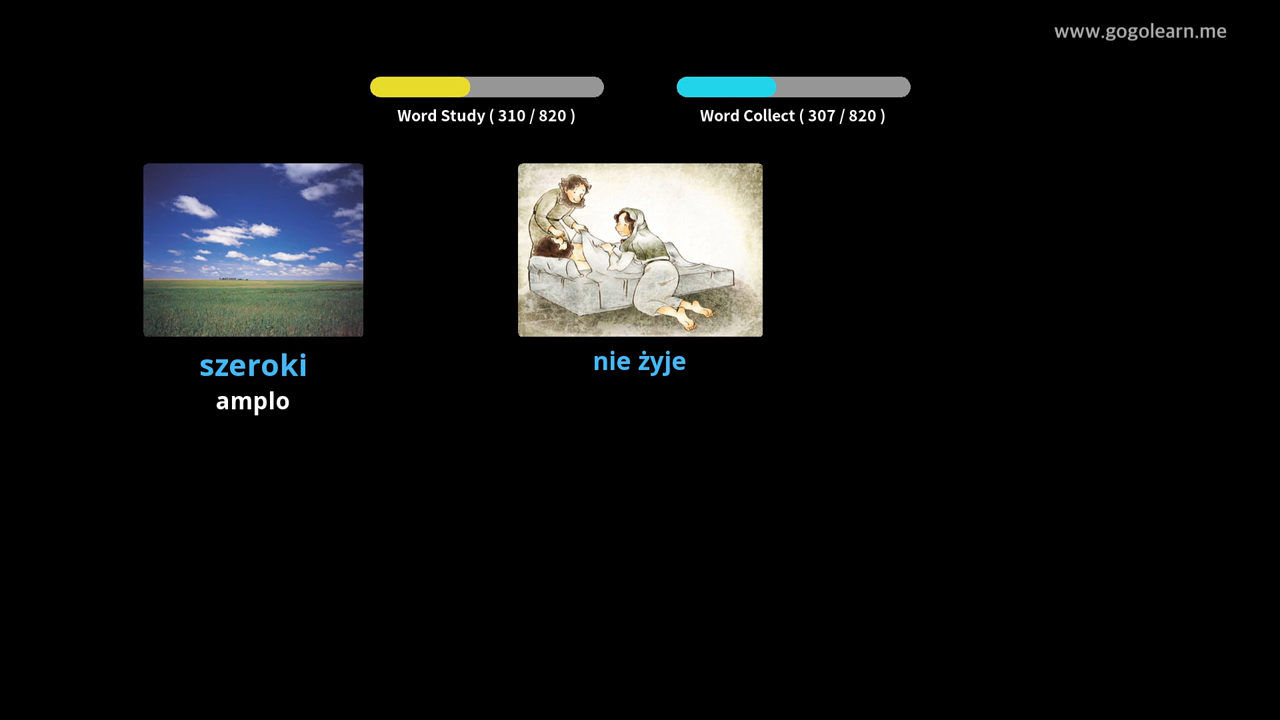 www.gogolearn.me
Word Study ( 310 / 820 )
Word Collect ( 307 / 820 )
szeroki
amplo
nie żyje